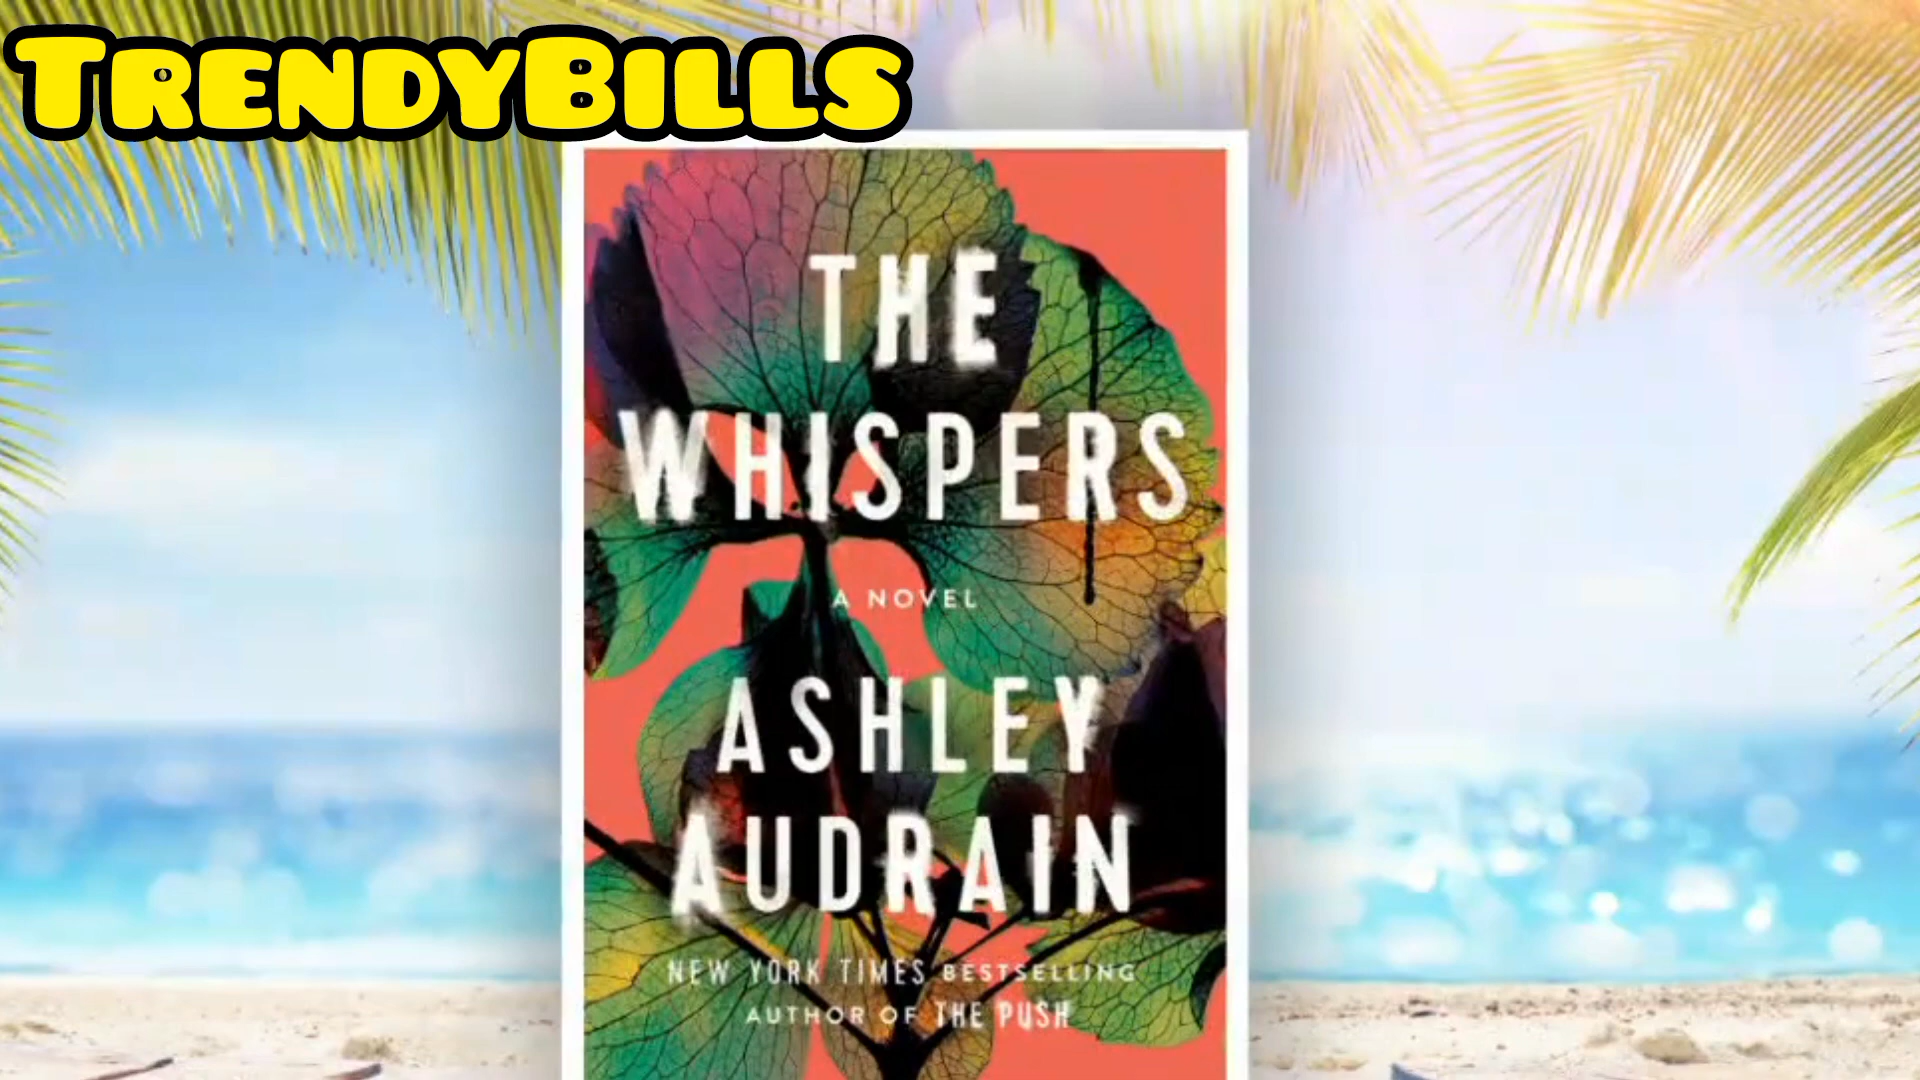 TRENDYBILLS
THE
WHISPERS
A NOVEL
ASHLEY
AUDRAIN
NEW YORK TIMES BESTSELLING
AUTHOR OF THE PUSH